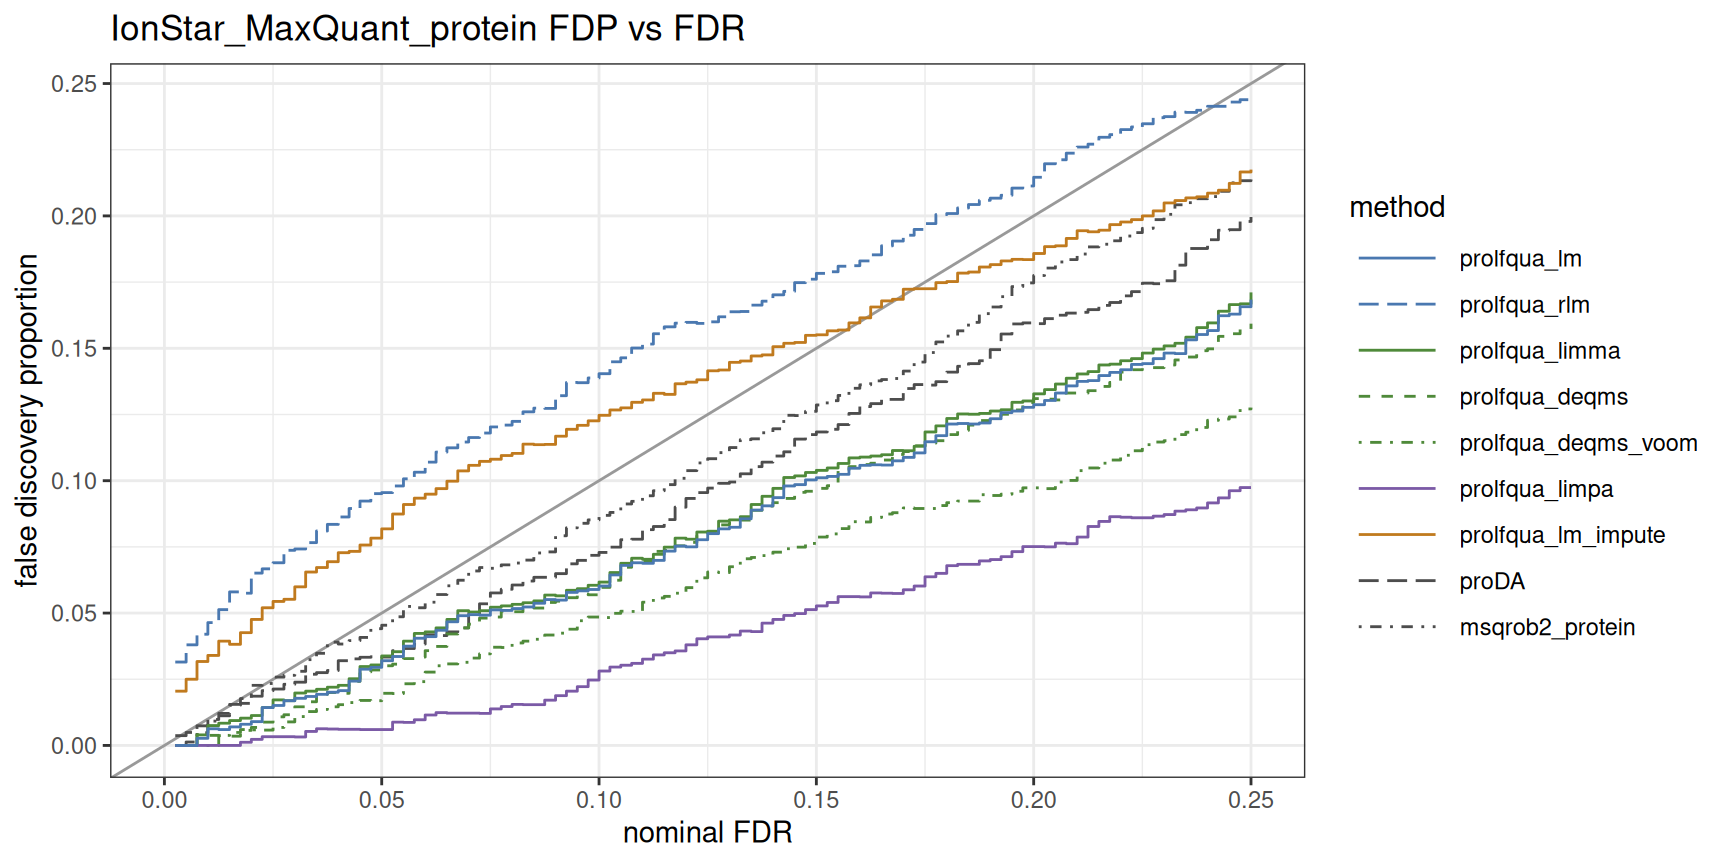 IonStar_MaxQuant_protein FDP vs FDR
false discovery proportion
0.25
0.20
0.15
0.10
0.05
0.00
0.00 0.05 0.10 0.15 0.20 0.25
nominal FDR
method
prolfqua_lm
prolfqua_rlm
prolfqua_limma
prolfqua_deqms
prolfqua_deqms_voom
prolfqua_limpa
prolfqua_lm_impute
proDA
msqrob2_protein